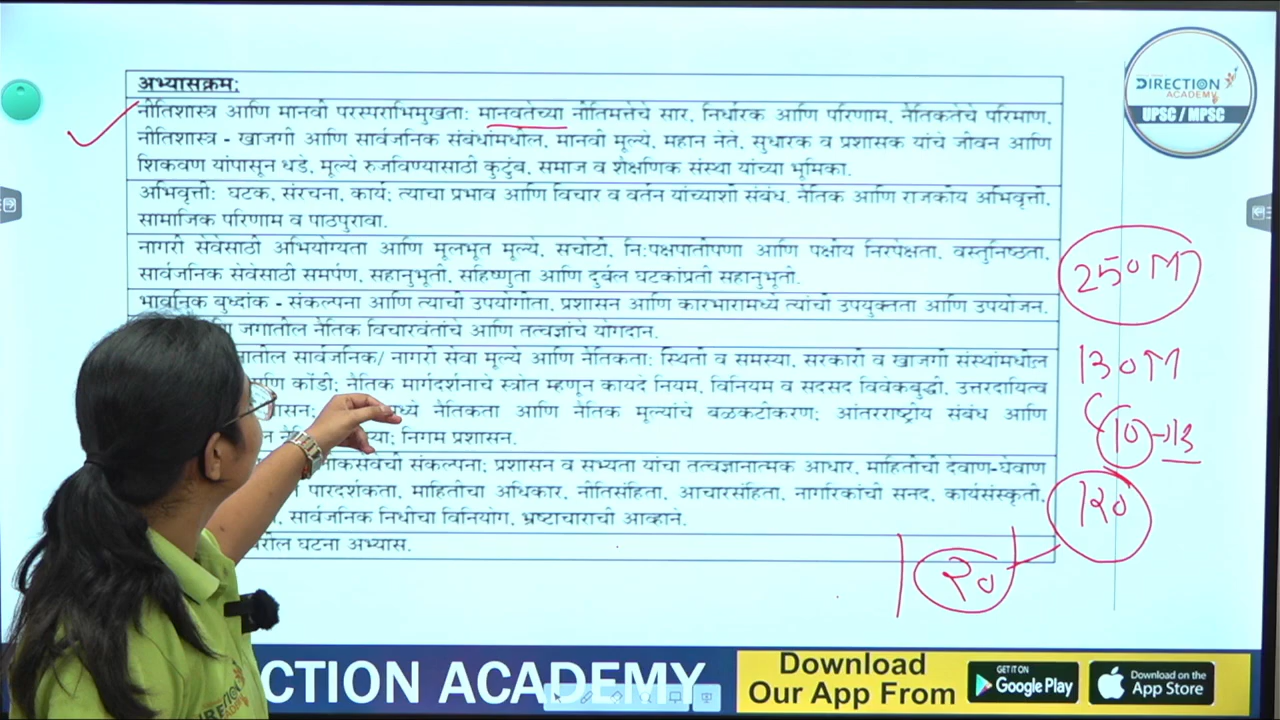 अभ्यासक्रम:
नीतिशास्त्र आणि मानवी परस्पराभिमुखता: मानवतेच्या नीतिमत्तेचे सार, निर्धारक आणि परिणाम, नैतिकतेचे परिमाण,
नीतिशास्त्र - खाजगी आणि सार्वजनिक संबंधांमधील, मानवी मूल्ये, महान नेते, सुधारक व प्रशासक यांचे जीवन आणि
शिकवण यांपासून धडे, मूल्ये रुजविण्यासाठी कुटुंब, समाज व शैक्षणिक संस्था यांच्या भूमिका.
अभिवृत्ती: घटक, संरचना, कार्य; त्याचा प्रभाव आणि विचार व वर्तन यांच्याशी संबंध, नैतिक आणि राजकीय अभिवृत्ती,
सामाजिक परिणाम व पाठपुरावा.
नागरी सेवेसाठी अभियोग्यता आणि मूलभूत मूल्ये, सचोटी, नि:पक्षपातीपणा आणि पक्षीय निरपेक्षता, वस्तुनिष्ठता,
सार्वजनिक सेवेसाठी समर्पण, सहानुभूती, सहिष्णुता आणि दुर्बल घटकांप्रती सहानुभूती.
भावनिक बुध्दांक - संकल्पना आणि त्यांची उपयोगीता, प्रशासन आणि कारभारामध्ये त्यांची उपयुक्तता आणि उपयोजन.
जगातील नैतिक विचारवंतांचे आणि तत्वज्ञांचे योगदान.
सार्वजनिक/ नागरी सेवा मूल्ये आणि नैतिकता: स्थिती व समस्या, सरकारी व खाजगी संस्थांमधील
कोंडी; नैतिक मार्गदर्शनाचे स्त्रोत म्हणून कायदे नियम, विनियम व सदसद विवेकबुद्धी, उत्तरदायित्व
नैतिकता आणि नैतिक मूल्यांचे बळकटीकरण; आंतरराष्ट्रीय संबंध आणि
निगम प्रशासन.
संकल्पना; प्रशासन व सभ्यता यांचा तत्वज्ञानात्मक आधार, माहितीची देवाण-घेवाण
पारदर्शकता, माहितीचा अधिकार, नीतिसंहिता, आचारसंहिता, नागरिकांची सनद, कार्यसंस्कृती,
सार्वजनिक निधीचा विनियोग, भ्रष्टाचाराची आव्हाने.
घटना अभ्यास.
DIRECTION
ACADEMY
UPSC / MPSC
250M
130M
10
120
20
CTION ACADEMY
Download
Our App From
GET IT ON
Google Play
Download on the
App Store